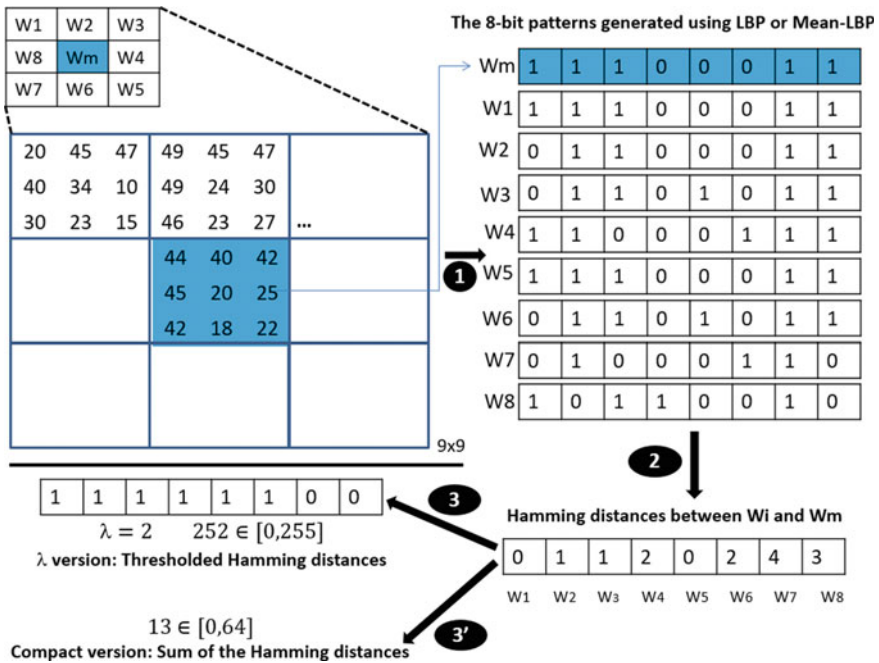 The 8-bit patterns generated using LBP or Mean-LBP
W1 W2 W3
W8 Wm W4
W7 W6 W5
20 45 47 49 45 47
40 34 10 49 24 30
30 23 15 46 23 27 ...
44 40 42
45 20 25
42 18 22
9x9
1
Wm 1 1 1 0 0 0 1 1
W1 1 1 1 0 0 0 1 1
W2 0 1 1 0 0 0 1 1
W3 0 1 1 0 1 0 1 1
W4 1 1 0 0 0 1 1 1
W5 1 1 1 0 0 0 1 1
W6 0 1 1 0 1 0 1 1
W7 0 1 0 0 0 1 1 0
W8 1 0 1 1 0 0 1 0
2
Hamming distances between Wi and Wm
0 1 1 2 0 2 4 3
W1 W2 W3 W4 W5 W6 W7 W8
3
1 1 1 1 1 1 0 0
λ = 2 252 ∈ [0,255]
λ version: Thresholded Hamming distances
3'
13 ∈ [0,64]
Compact version: Sum of the Hamming distances